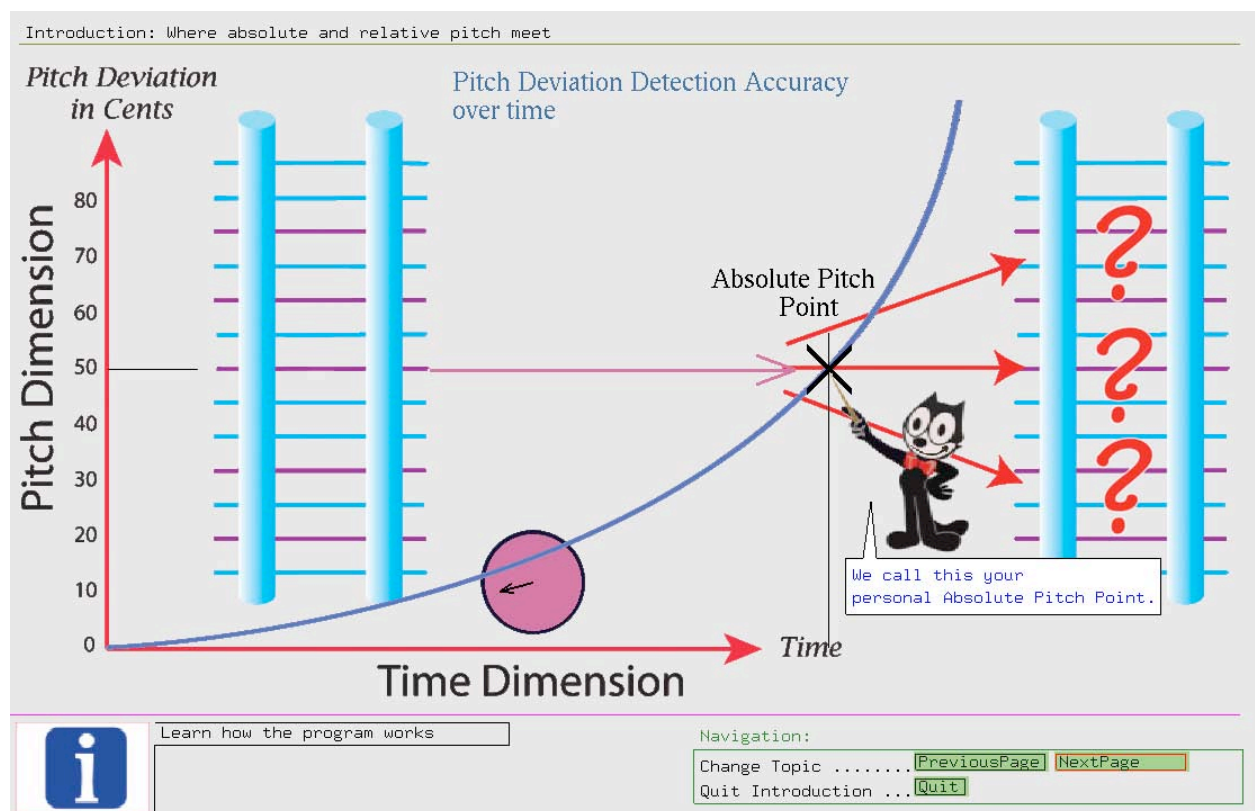 Introduction: Where absolute and relative pitch meet
Pitch Deviation
in Cents
Pitch Deviation Detection Accuracy
over time
80
70
60
50
40
30
20
10
0
Pitch Dimension
Absolute Pitch
Point
?
?
?
We call this your
personal Absolute Pitch Point.
Time
Time Dimension
i
Learn how the program works
Navigation:
Change Topic ........PreviousPage NextPage
Quit Introduction ...Quit